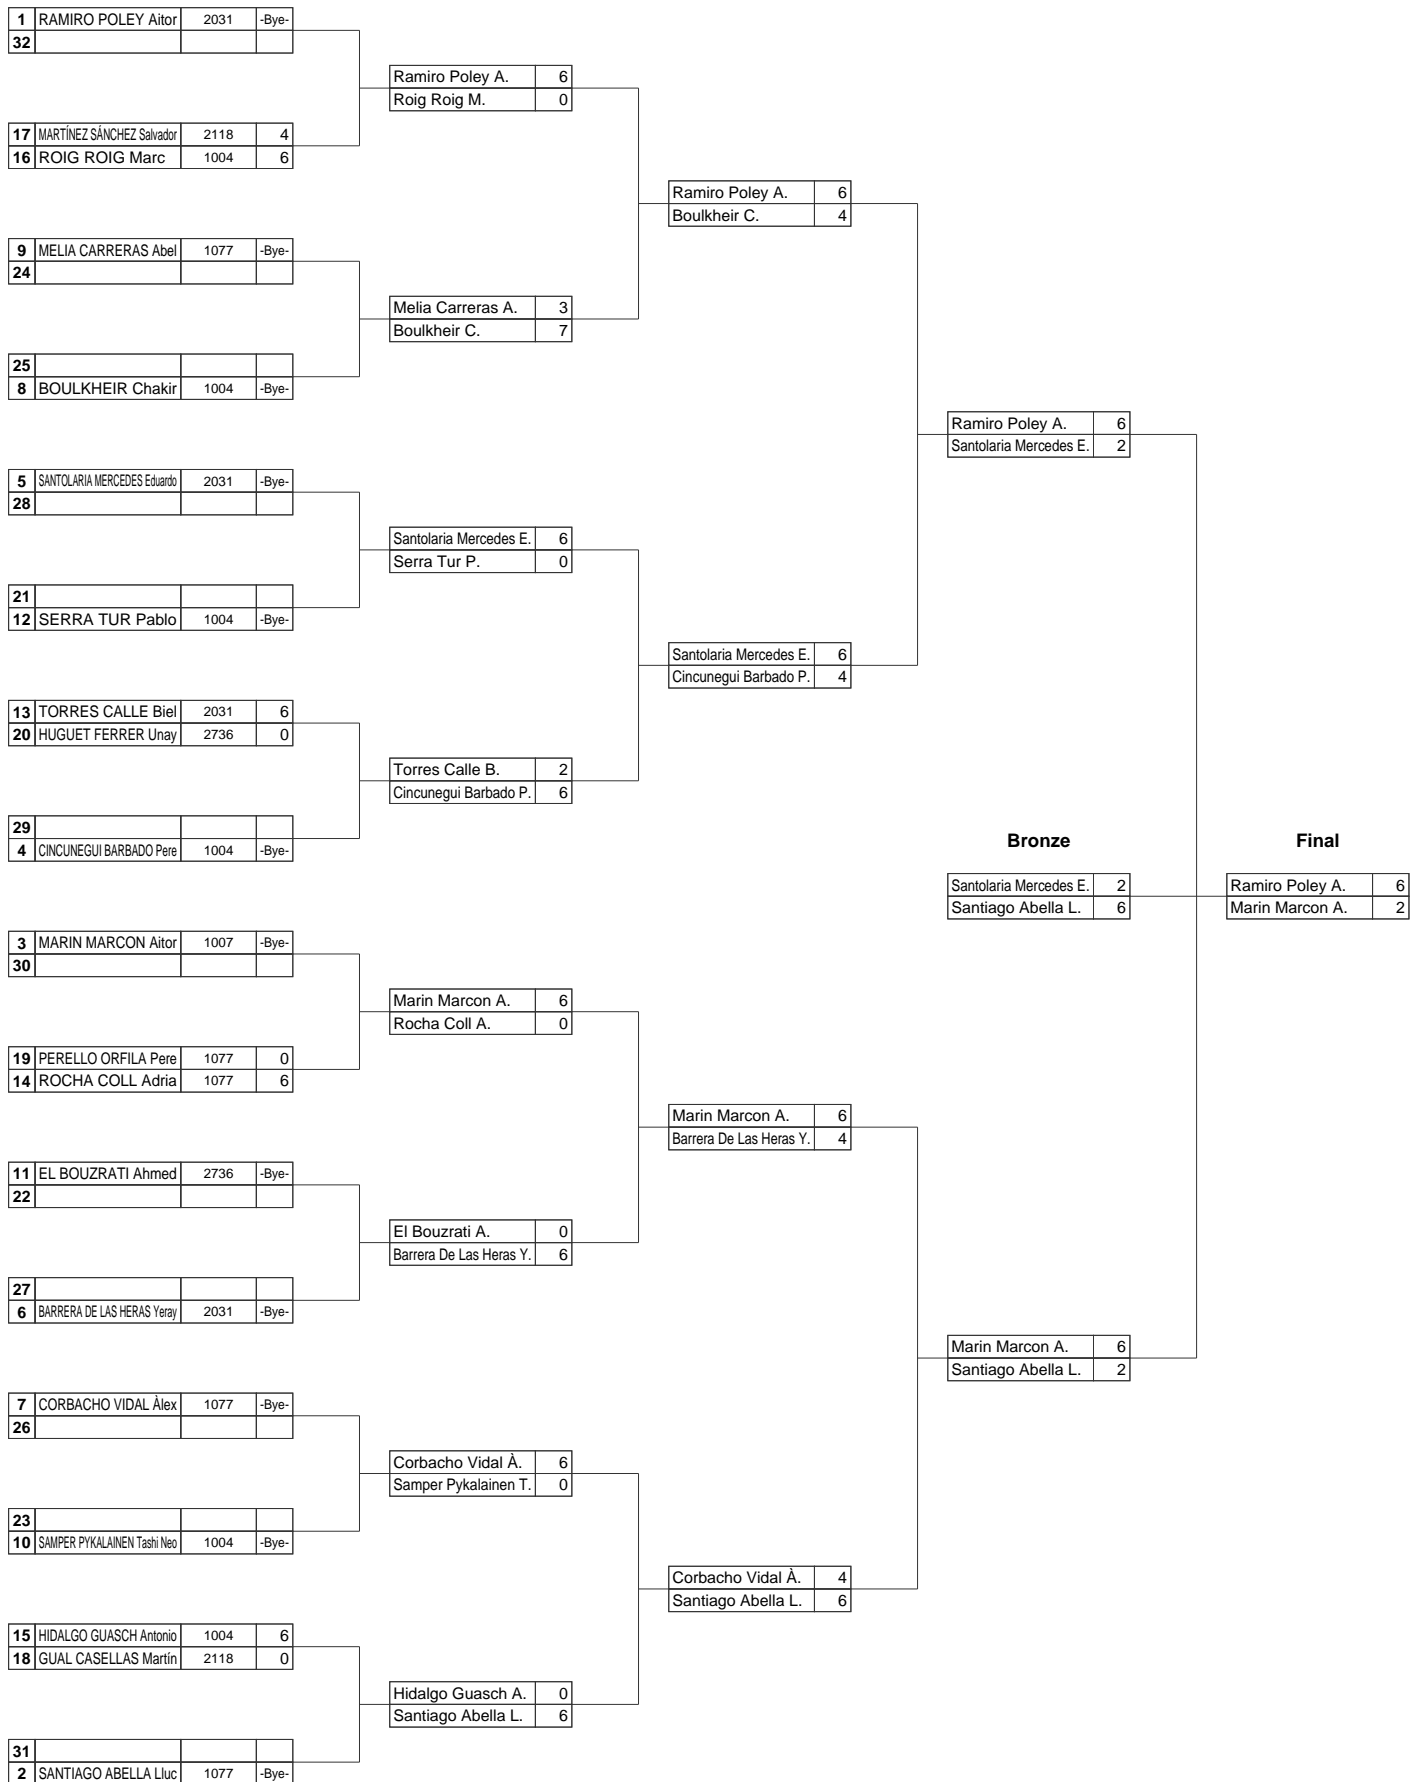 1 RAMIRO POLEY Aitor 2031 -Bye-
32
Ramiro Poley A. 6
Roig Roig M. 0
17 MARTÍNEZ SÁNCHEZ Salvador 2118 4
16 ROIG ROIG Marc 1004 6
Ramiro Poley A. 6
Boulkheir C. 4
9 MELIA CARRERAS Abel 1077 -Bye-
24
Melia Carreras A. 3
Boulkheir C. 7
25
8 BOULKHEIR Chakir 1004 -Bye-
Ramiro Poley A. 6
Santolaria Mercedes E. 2
5 SANTOLARIA MERCEDES Eduardo 2031 -Bye-
28
Santolaria Mercedes E. 6
Serra Tur P. 0
21
12 SERRA TUR Pablo 1004 -Bye-
Santolaria Mercedes E. 6
Cincunegui Barbado P. 4
13 TORRES CALLE Biel 2031 6
20 HUGUET FERRER Unay 2736 0
Torres Calle B. 2
Cincunegui Barbado P. 6
29
4 CINCUNEGUI BARBADO Pere 1004 -Bye-
Bronze Final
Santolaria Mercedes E. 2 Ramiro Poley A. 6
Santiago Abella L. 6 Marin Marcon A. 2
3 MARIN MARCON Aitor 1007 -Bye-
30
Marin Marcon A. 6
Rocha Coll A. 0
19 PERELLO ORFILA Pere 1077 0
14 ROCHA COLL Adria 1077 6
Marin Marcon A. 6
Barrera De Las Heras Y. 4
11 EL BOUZRATI Ahmed 2736 -Bye-
22
El Bouzrati A. 0
Barrera De Las Heras Y. 6
27
6 BARRERA DE LAS HERAS Yeray 2031 -Bye-
Marin Marcon A. 6
Santiago Abella L. 2
7 CORBACHO VIDAL Àlex 1077 -Bye-
26
Corbacho Vidal À. 6
Samper Pykalainen T. 0
23
10 SAMPER PYKALAINEN Tashi Neo 1004 -Bye-
Corbacho Vidal À. 4
Santiago Abella L. 6
15 HIDALGO GUASCH Antonio 1004 6
18 GUAL CASELLAS Martín 2118 0
Hidalgo Guasch A. 0
Santiago Abella L. 6
31
2 SANTIAGO ABELLA Lluc 1077 -Bye-